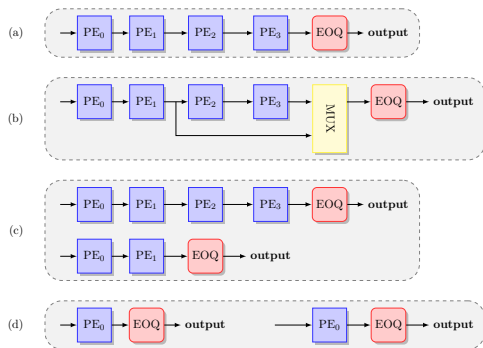 (a) PE0 PE1 PE2 PE3 EOQ output
(b) PE0 PE1 PE2 PE3 MUX EOQ output
(c) PE0 PE1 PE2 PE3 EOQ output
PE0 PE1 EOQ output
(d) PE0 EOQ output PE0 EOQ output